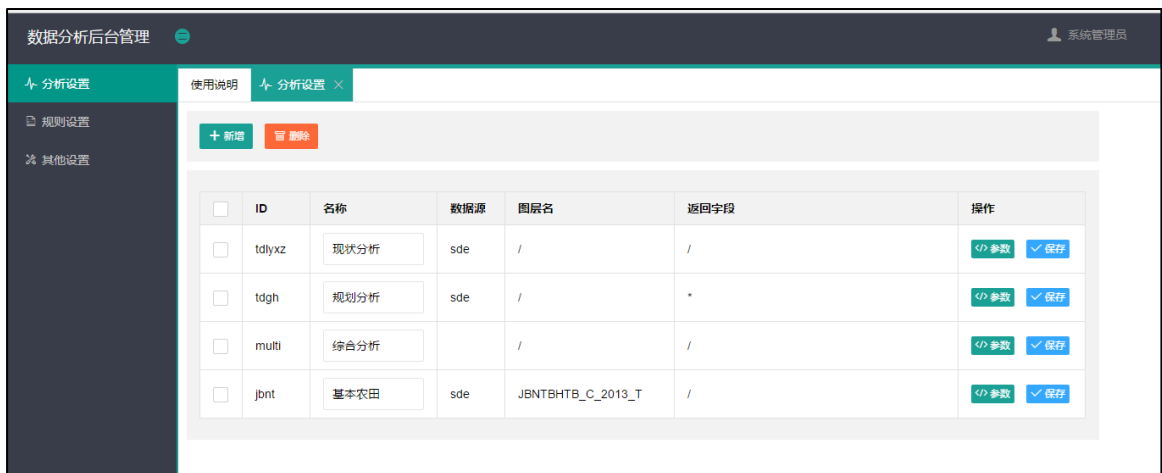 数据分析后台管理 系统管理员
分析设置 使用说明 分析设置
规则设置 新增 删除
其他设置
ID 名称 数据源 图层名 返回字段 操作
tdlyxz 现状分析 sde / / 参数 保存
tdgh 规划分析 sde / * 参数 保存
multi 综合分析 / / 参数 保存
jbnt 基本农田 sde JBNTBHTB_C_2013_T / 参数 保存